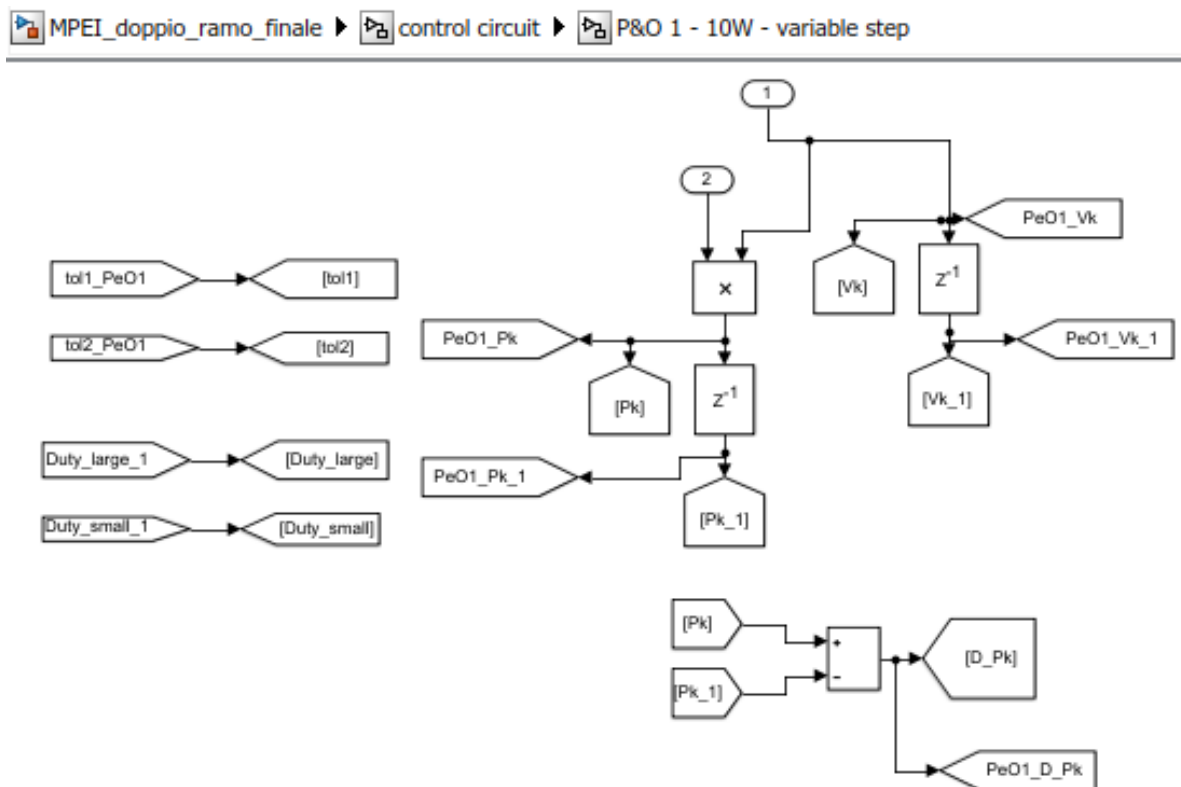 MPEI_doppio_ramo_finale control circuit P&O 1 - 10W - variable step
1
2
PeO1_Vk
tol1_PeO1
[tol1]
[Vk]
Z-1
×
tol2_PeO1
[tol2]
PeO1_Pk
PeO1_Vk_1
[Pk]
Z-1
[Vk_1]
Duty_large_1
[Duty_large]
PeO1_Pk_1
Duty_small_1
[Duty_small]
[Pk_1]
[Pk]
+
[D_Pk]
[Pk_1]
−
PeO1_D_Pk